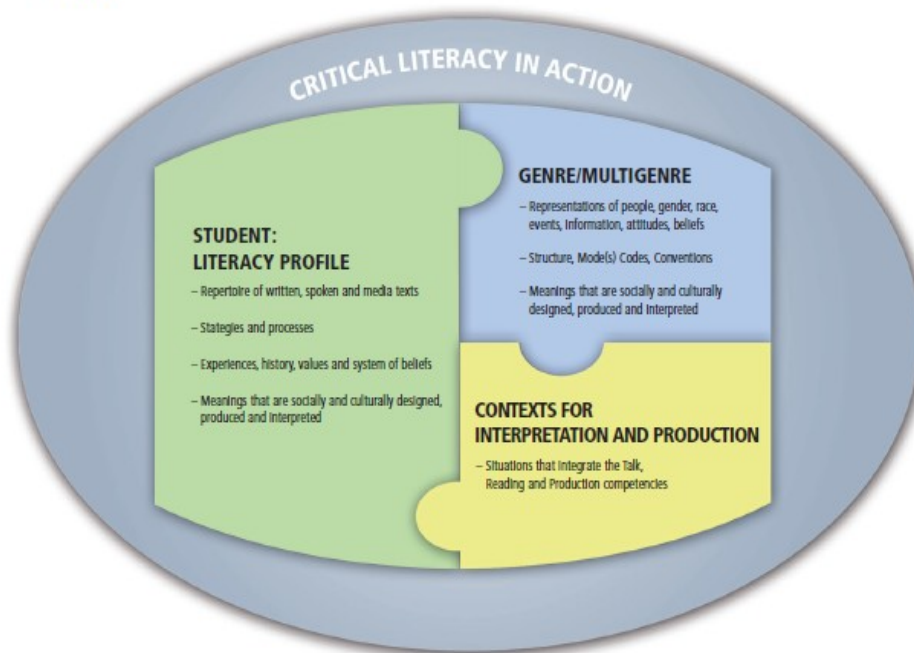 CRITICAL LITERACY IN ACTION
STUDENT:
LITERACY PROFILE
– Repertoire of written, spoken and media texts
– Stategies and processes
– Experiences, history, values and system of beliefs
– Meanings that are socially and culturally designed,
produced and interpreted
GENRE/MULTIGENRE
– Representations of people, gender, race,
events, information, attitudes, beliefs
– Structure, Mode(s) Codes, Conventions
– Meanings that are socially and culturally
designed, produced and interpreted
CONTEXTS FOR
INTERPRETATION AND PRODUCTION
– Situations that integrate the Talk,
Reading and Production competencies